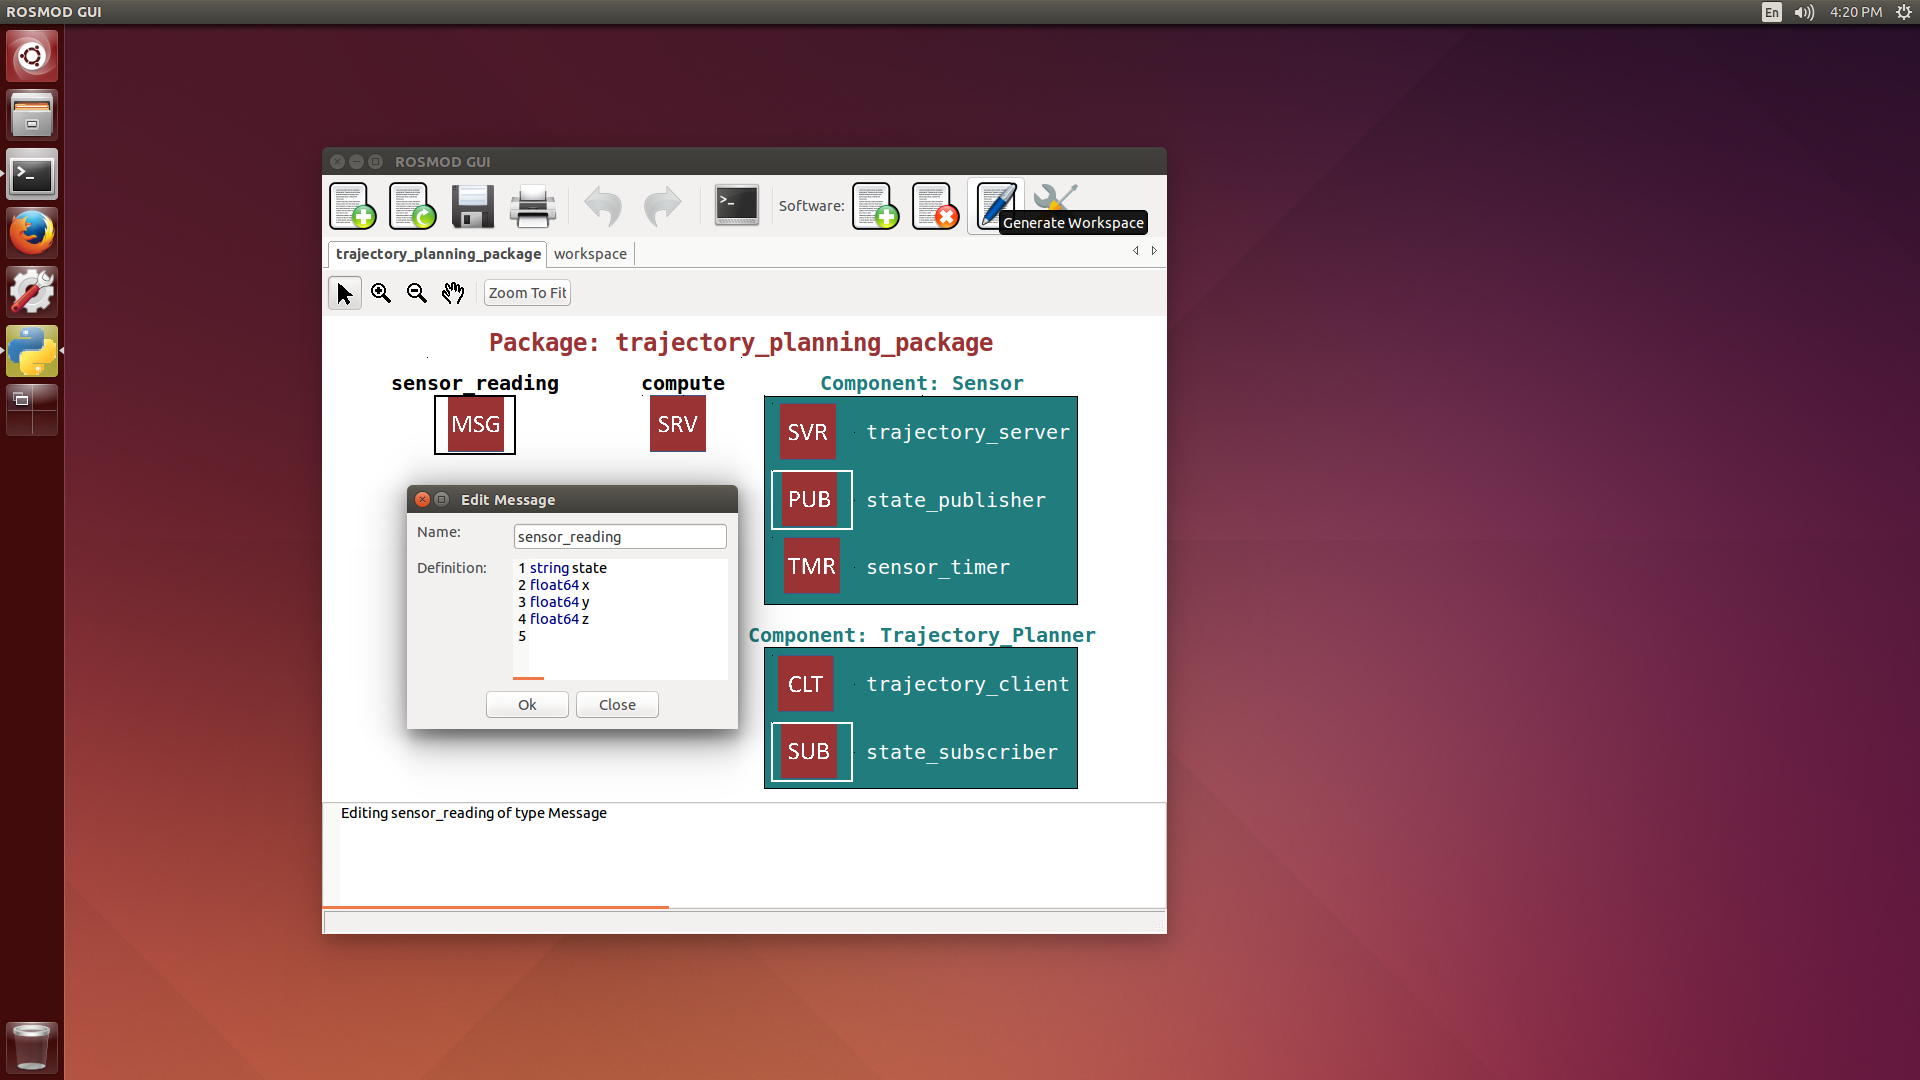 ROSMOD GUI
En
4:20 PM
ROSMOD GUI
Software:
Generate Workspace
trajectory_planning_package
workspace
Zoom To Fit
Package: trajectory_planning_package
sensor_reading
compute
Component: Sensor
MSG
SRV
SVR trajectory_server
PUB state_publisher
TMR sensor_timer
Edit Message
Name:
sensor_reading
Definition:
1 string state
2 float64 x
3 float64 y
4 float64 z
5
Ok
Close
Component: Trajectory_Planner
CLT trajectory_client
SUB state_subscriber
Editing sensor_reading of type Message